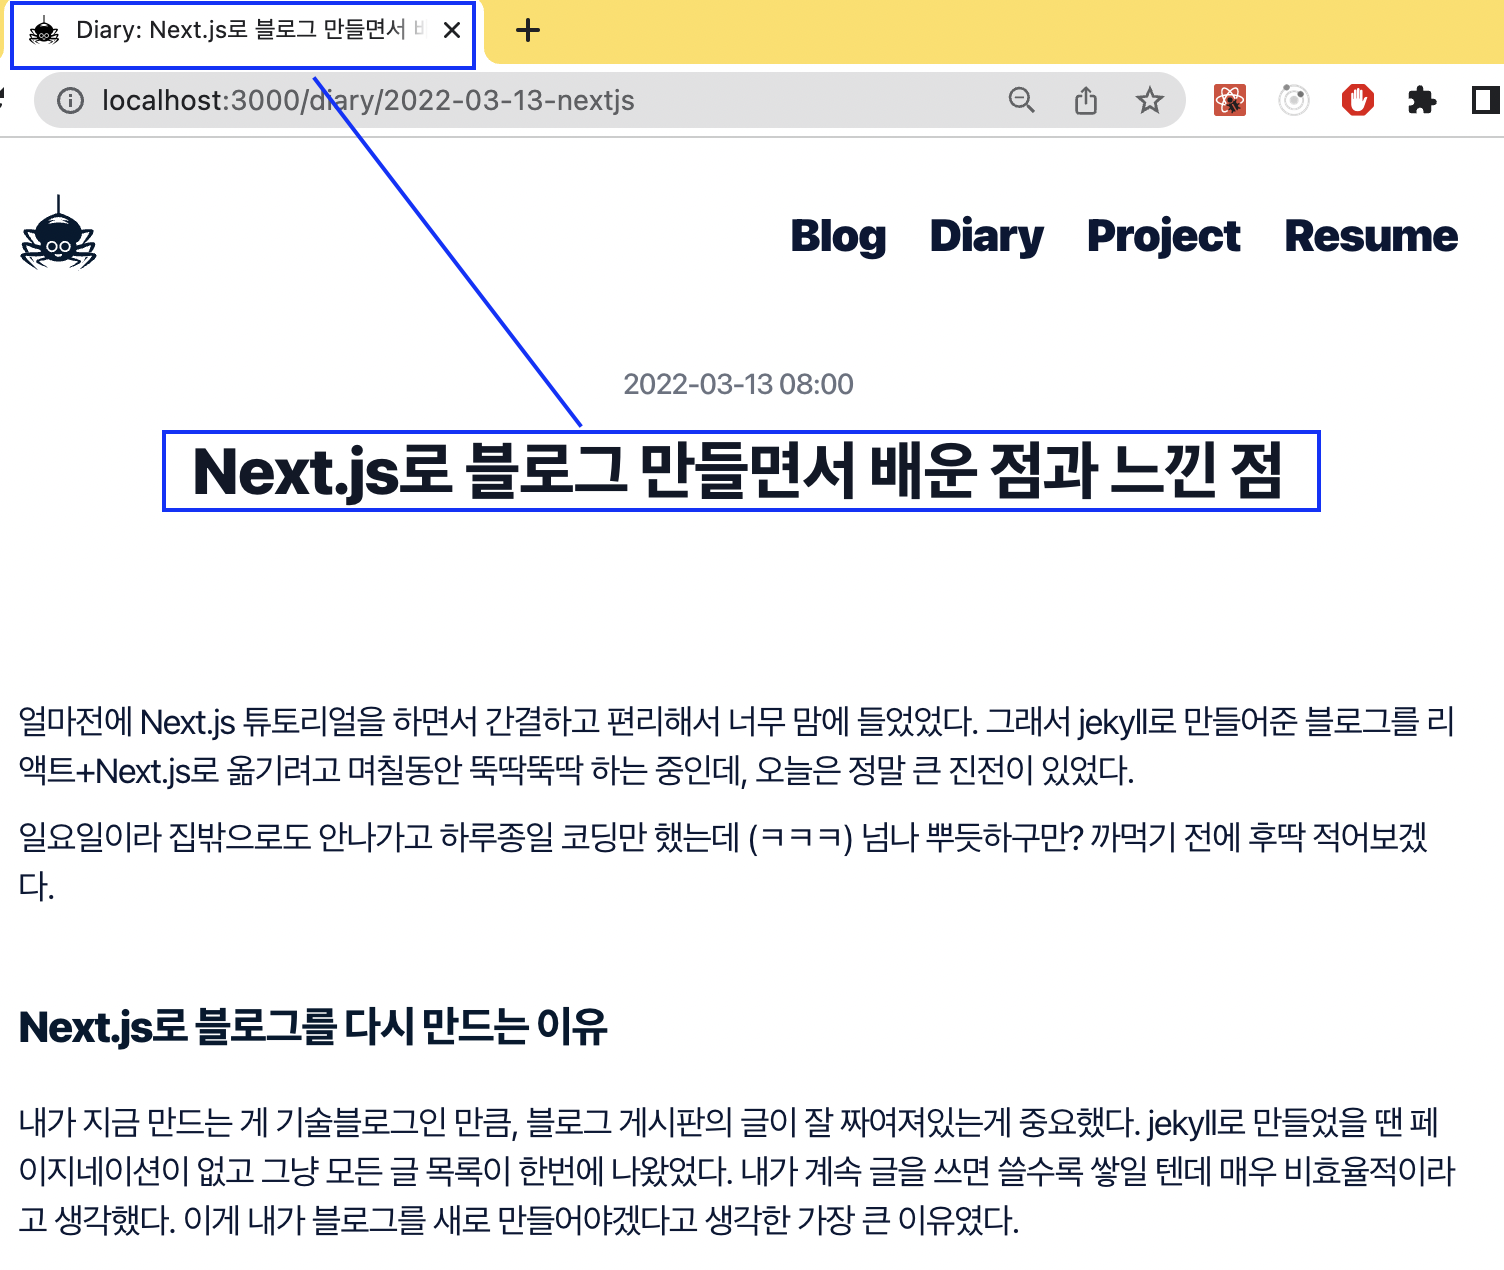 Diary: Next.js로 블로그 만들면서
localhost:3000/diary/2022-03-13-nextjs
Blog Diary Project Resume
2022-03-13 08:00
Next.js로 블로그 만들면서 배운 점과 느낀 점
얼마전에 Next.js 튜토리얼을 하면서 간결하고 편리해서 너무 맘에 들었었다. 그래서 jekyll로 만들어준 블로그를 리
액트+Next.js로 옮기려고 며칠동안 뚝딱뚝딱 하는 중인데, 오늘은 정말 큰 진전이 있었다.
일요일이라 집밖으로도 안나가고 하루종일 코딩만 했는데 (ㅋㅋㅋ) 넘나 뿌듯하구만? 까먹기 전에 후딱 적어보겠
다.
Next.js로 블로그를 다시 만드는 이유
내가 지금 만드는 게 기술블로그인 만큼, 블로그 게시판의 글이 잘 짜여져있는게 중요했다. jekyll로 만들었을 땐 페
이지네이션이 없고 그냥 모든 글 목록이 한번에 나왔었다. 내가 계속 글을 쓰면 쓸수록 쌓일 텐데 매우 비효율적이라
고 생각했다. 이게 내가 블로그를 새로 만들어야겠다고 생각한 가장 큰 이유였다.